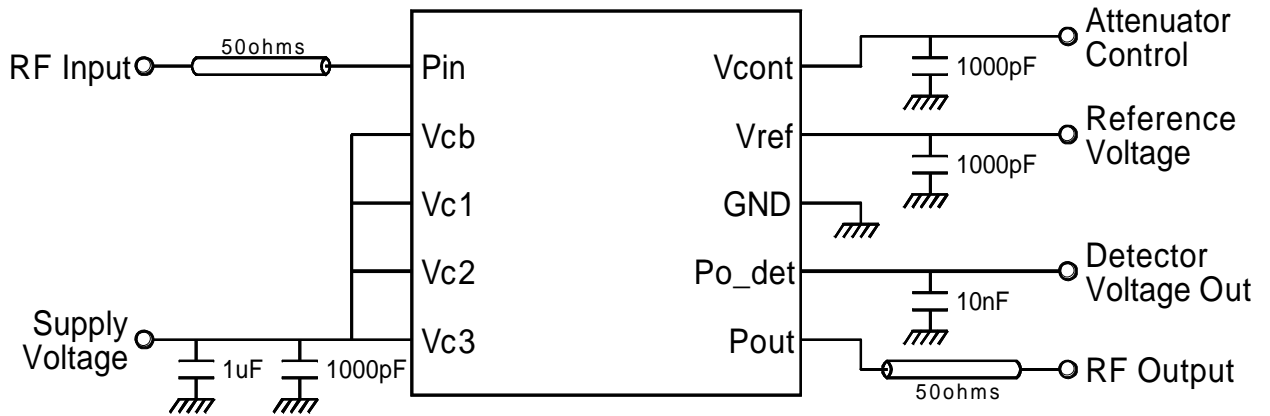 RF Input
50ohms
Pin
Vcb
Vc1
Vc2
Vc3
Supply
Voltage
1uF
1000pF
Vcont
Vref
GND
Po_det
Pout
1000pF
Attenuator
Control
1000pF
Reference
Voltage
10nF
Detector
Voltage Out
50ohms
RF Output